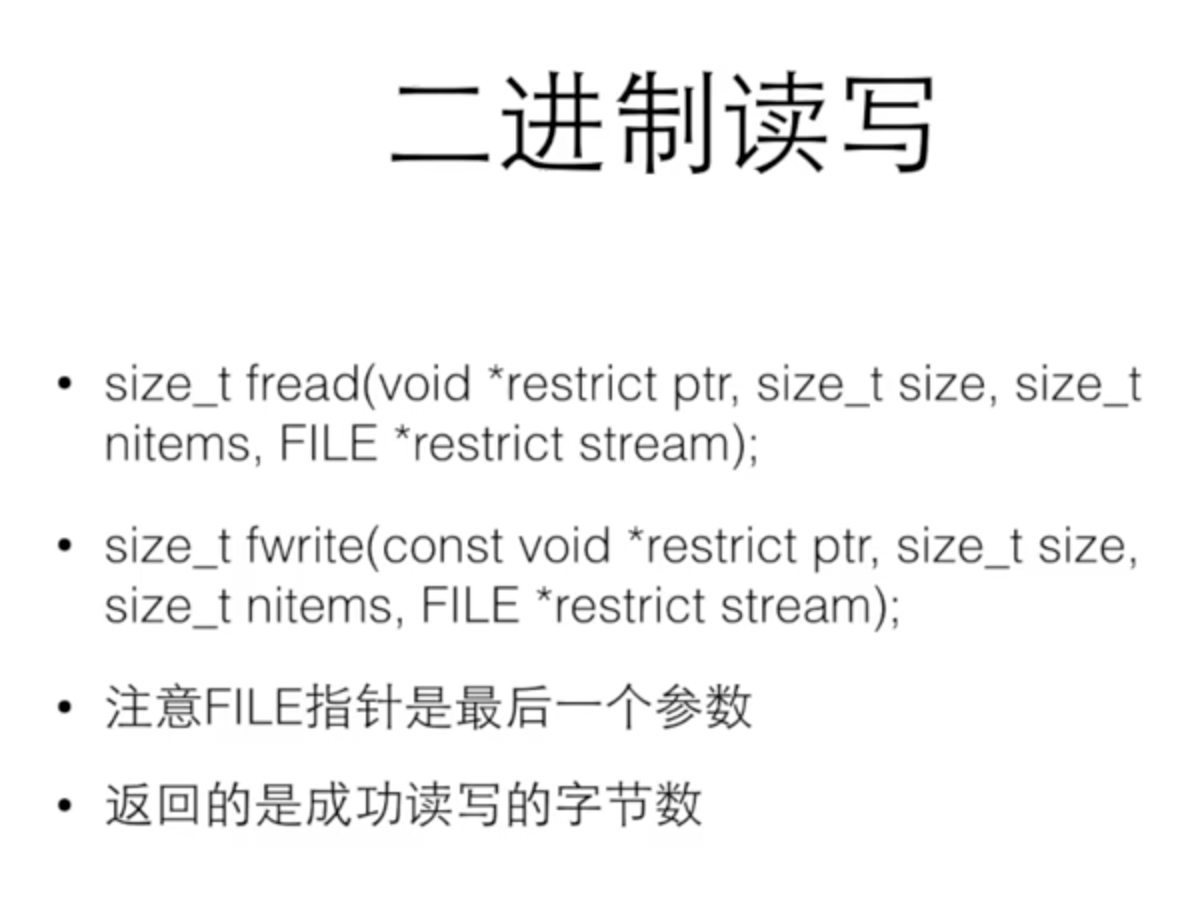 二进制读写
• size_t fread(void *restrict ptr, size_t size, size_t
nitems, FILE *restrict stream);
• size_t fwrite(const void *restrict ptr, size_t size,
size_t nitems, FILE *restrict stream);
• 注意FILE指针是最后一个参数
• 返回的是成功读写的字节数